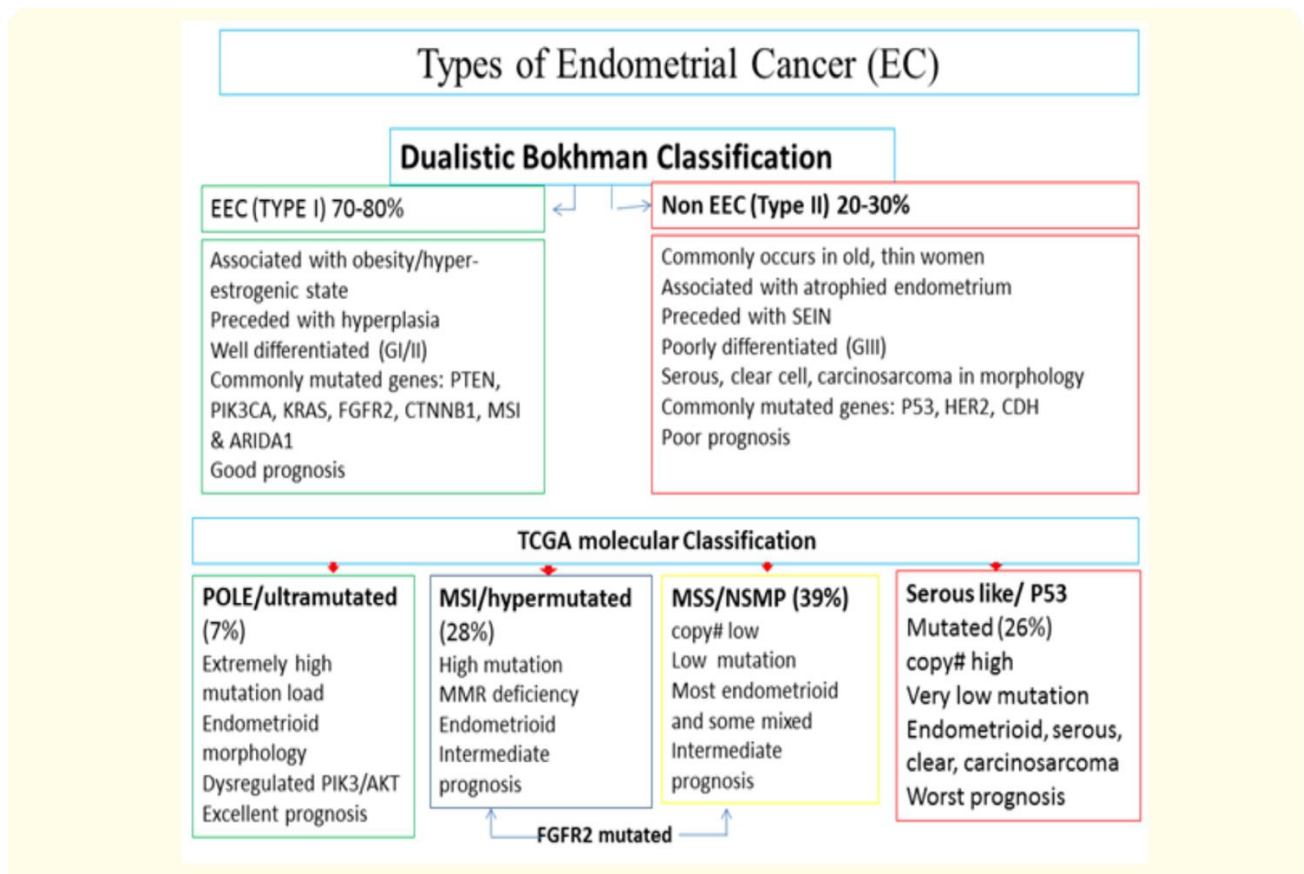 Types of Endometrial Cancer (EC)
Dualistic Bokhman Classification
EEC (TYPE I) 70-80%
Associated with obesity/hyper-
estrogenic state
Preceded with hyperplasia
Well differentiated (GI/II)
Commonly mutated genes: PTEN,
PIK3CA, KRAS, FGFR2, CTNNB1, MSI
& ARIDA1
Good prognosis
Non EEC (Type II) 20-30%
Commonly occurs in old, thin women
Associated with atrophied endometrium
Preceded with SEIN
Poorly differentiated (GIII)
Serous, clear cell, carcinosarcoma in morphology
Commonly mutated genes: P53, HER2, CDH
Poor prognosis
TCGA molecular Classification
POLE/ultramutated
(7%)
Extremely high
mutation load
Endometrioid
morphology
Dysregulated PIK3/AKT
Excellent prognosis
MSI/hypermutated
(28%)
High mutation
MMR deficiency
Endometrioid
Intermediate
prognosis
MSS/NSMP (39%)
copy# low
Low mutation
Most endometrioid
and some mixed
Intermediate
prognosis
Serous like/ P53
Mutated (26%)
copy# high
Very low mutation
Endometrioid, serous,
clear, carcinosarcoma
Worst prognosis
FGFR2 mutated